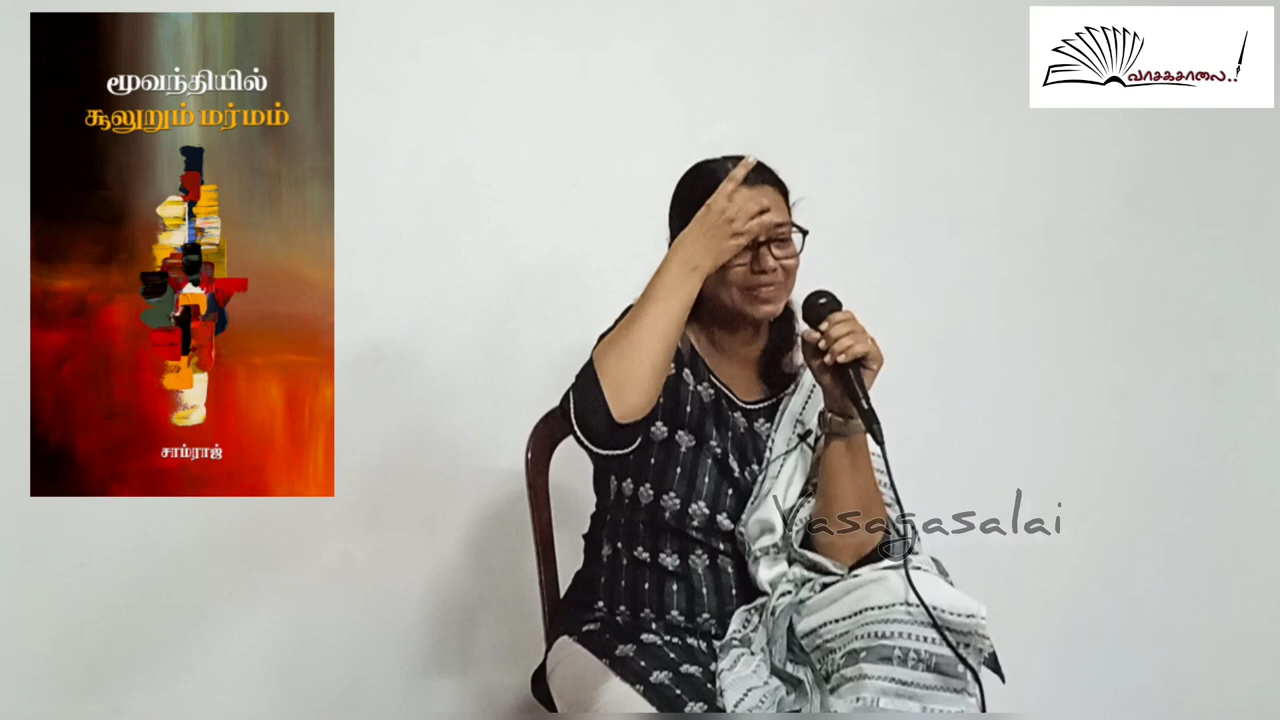 மூவந்தியில்
சூலுறும் மர்மம்
சாம்ராஜ்
வாசகசாலை..!
Vasagasalai